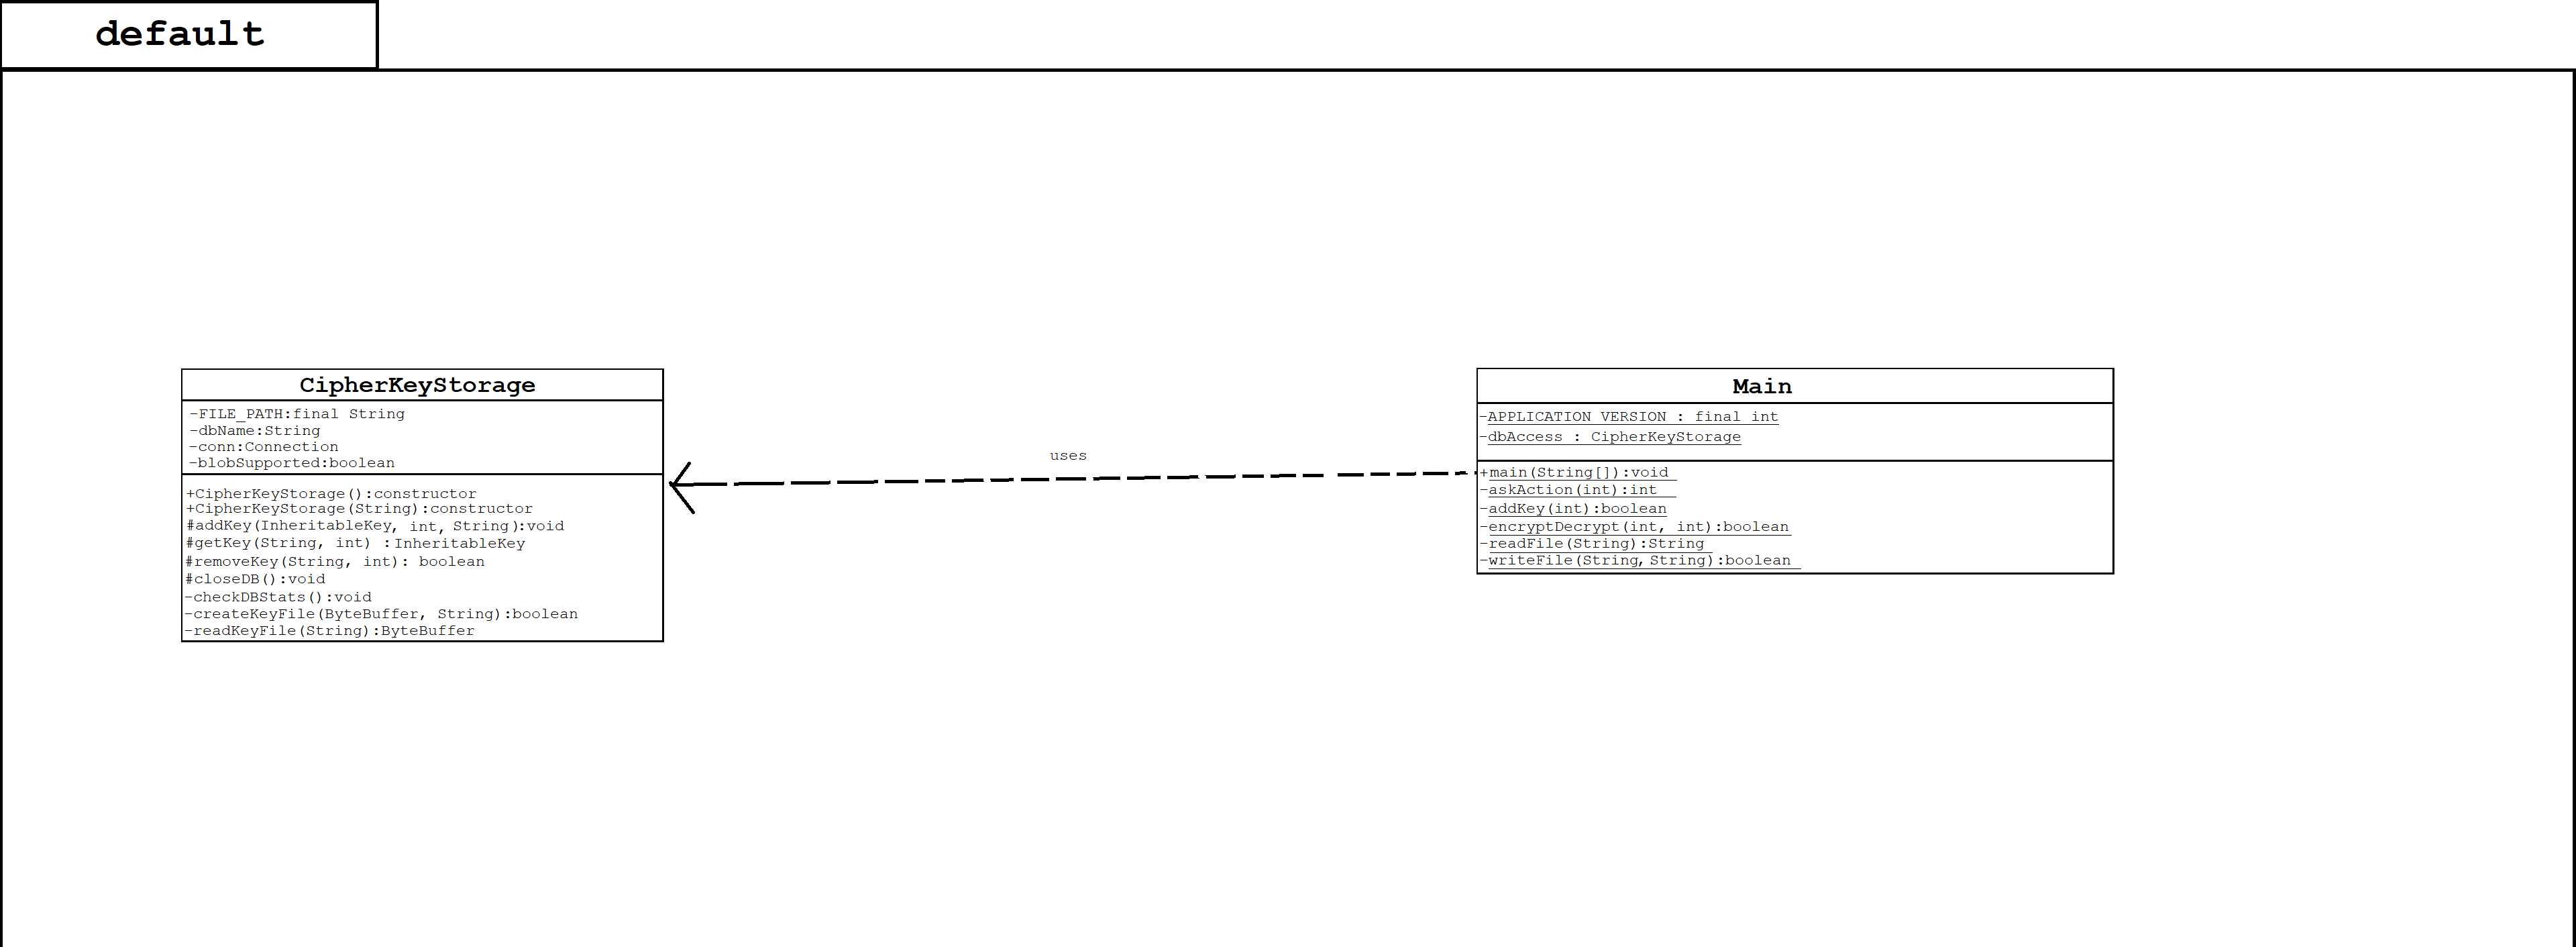 default
CipherKeyStorage
-FILE_PATH:final String
-dbName:String
-conn:Connection
-blobSupported:boolean
+CipherKeyStorage():constructor
+CipherKeyStorage(String):constructor
#addKey(InheritableKey, int, String):void
#getKey(String, int) :InheritableKey
#removeKey(String, int): boolean
#closeDB():void
-checkDBStats():void
-createKeyFile(ByteBuffer, String):boolean
-readKeyFile(String):ByteBuffer
uses
Main
-APPLICATION_VERSION : final int
-dbAccess : CipherKeyStorage
+main(String[]):void
-askAction(int):int
-addKey(int):boolean
-encryptDecrypt(int, int):boolean
-readFile(String):String
-writeFile(String,String):boolean